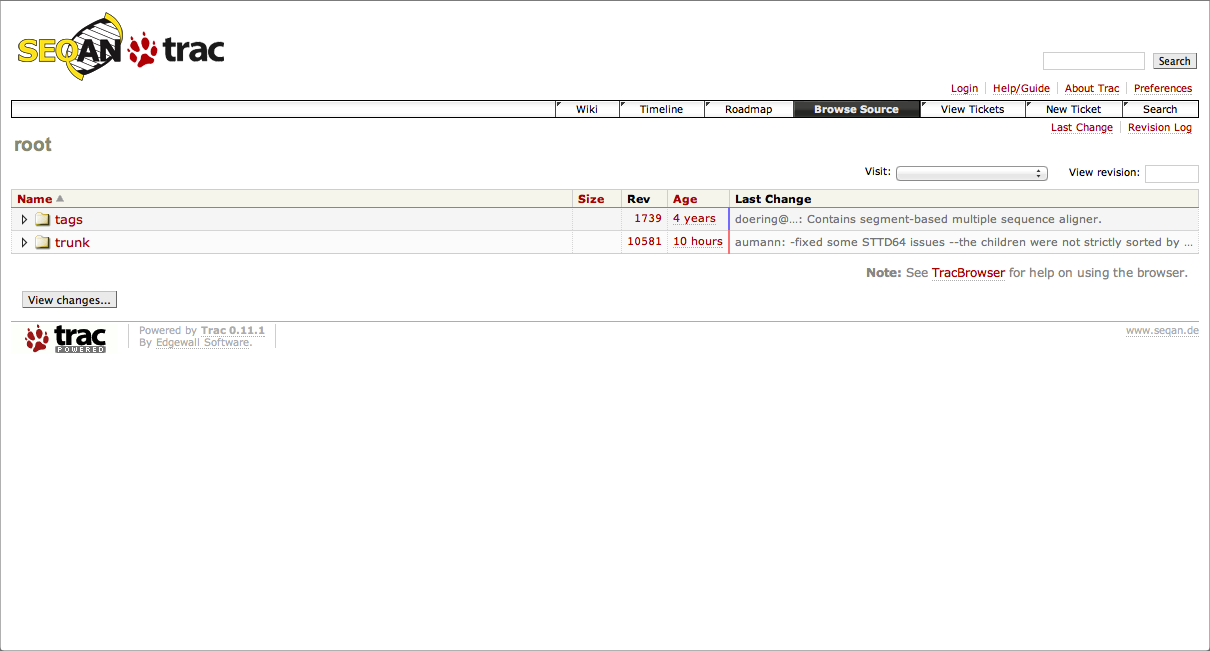 SEQAN trac
Search
Login Help/Guide About Trac Preferences
Wiki Timeline Roadmap Browse Source View Tickets New Ticket Search
Last Change Revision Log
root
Visit: View revision:
Name Size Rev Age Last Change
tags 1739 4 years doering@...: Contains segment-based multiple sequence aligner.
trunk 10581 10 hours aumann: -fixed some STTD64 issues --the children were not strictly sorted by ...
Note: See TracBrowser for help on using the browser.
View changes...
trac POWERED
Powered by Trac 0.11.1
By Edgewall Software.
www.seqan.de